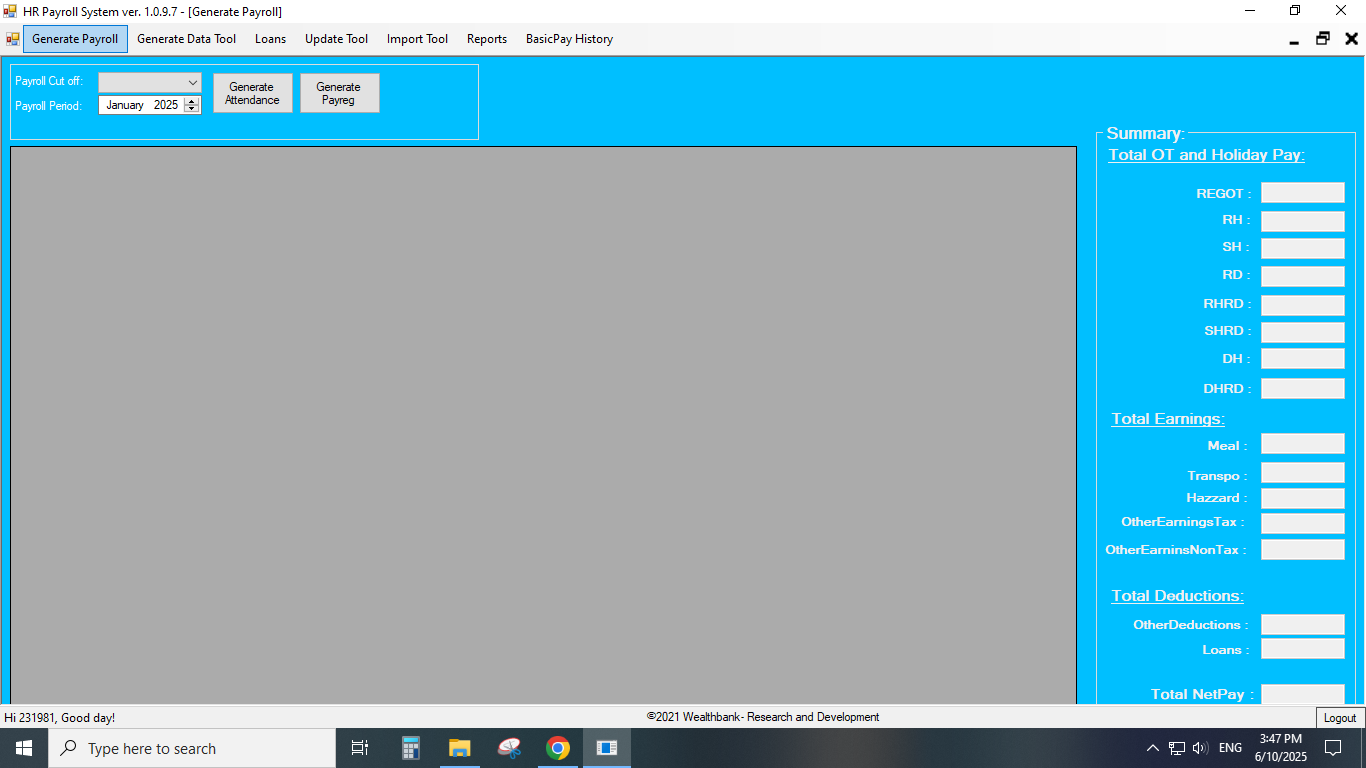 HR Payroll System ver. 1.0.9.7 - [Generate Payroll]
Generate Payroll Generate Data Tool Loans Update Tool Import Tool Reports BasicPay History
Payroll Cut off:
Generate Attendance
Generate Payreg
Payroll Period: January 2025
Summary:
Total OT and Holiday Pay:
REGOT :
RH :
SH :
RD :
RHRD :
SHRD :
DH :
DHRD :
Total Earnings:
Meal :
Transpo :
Hazzard :
OtherEarningsTax :
OtherEarninsNonTax :
Total Deductions:
OtherDeductions :
Loans :
Total NetPay :
Hi 231981, Good day! ©2021 Wealthbank- Research and Development Logout
Type here to search ENG 3:47 PM
6/10/2025